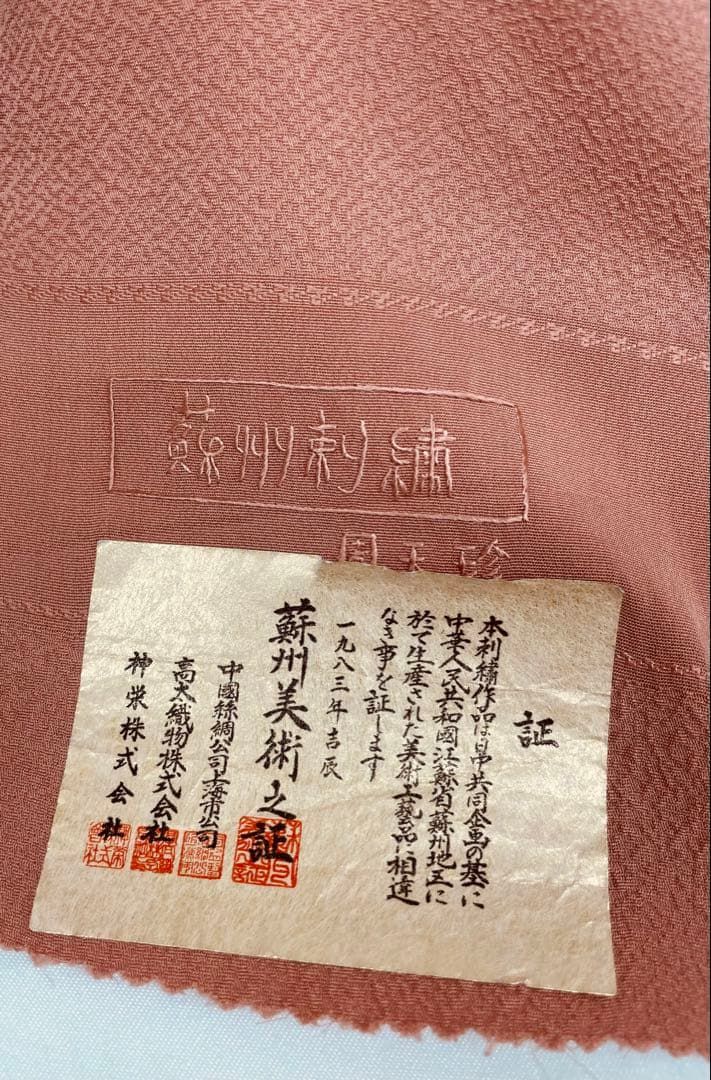 蘇州刺繍
周玉珍
証
本刺繍作品は日中共同企画の基に
中華人民共和國江蘇省蘇州地区に
於て生産された美術工藝品に相違
なき事を証します
一九八三年吉辰
蘇州美術之証
中國絲綢公司上海市公司
高大織物株式会社
神栄株式会社